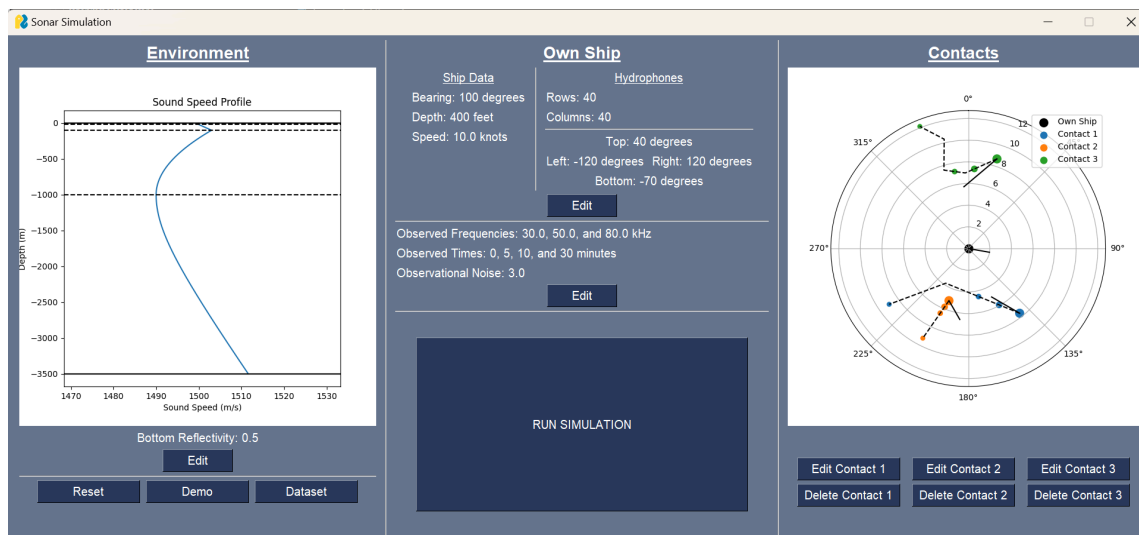 Sonar Simulation
Environment
Sound Speed Profile
0
−500
−1000
−1500
−2000
−2500
−3000
−3500
Depth (m)
1470 1480 1490 1500 1510 1520 1530
Sound Speed (m/s)
Bottom Reflectivity: 0.5
Edit
Reset Demo Dataset
Own Ship
Ship Data
Bearing: 100 degrees
Depth: 400 feet
Speed: 10.0 knots
Hydrophones
Rows: 40
Columns: 40
Top: 40 degrees
Left: -120 degrees Right: 120 degrees
Bottom: -70 degrees
Edit
Observed Frequencies: 30.0, 50.0, and 80.0 kHz
Observed Times: 0, 5, 10, and 30 minutes
Observational Noise: 3.0
Edit
RUN SIMULATION
Contacts
0°
315°
270°
225°
180°
135°
90°
12
10
8
6
4
2
Own Ship
Contact 1
Contact 2
Contact 3
Edit Contact 1 Edit Contact 2 Edit Contact 3
Delete Contact 1 Delete Contact 2 Delete Contact 3